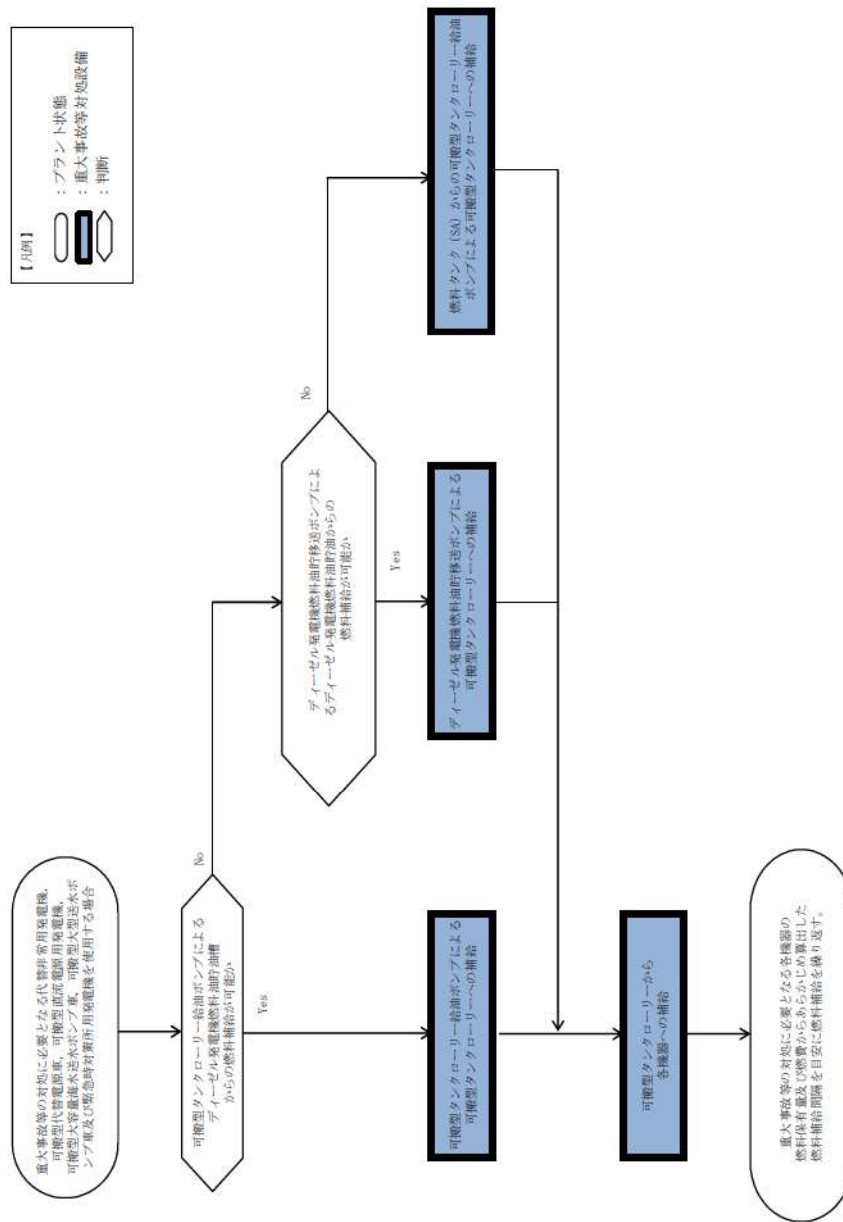 【凡例】
：プラント状態
：重大事故等対処設備
：判断
重大事故等の対処に必要となる代替非常用発電機，
可搬型代替電源車，可搬型直流電源用発電機，
可搬型大容量海水送水ポンプ車，可搬型大型送水ポ
ンプ車及び緊急時対策所用発電機を使用する場合
可搬型タンクローリー給油ポンプによる
ディーゼル発電機燃料油貯油槽
からの燃料補給が可能か
No
Yes
ディーゼル発電機燃料油貯移送ポンプによ
るディーゼル発電機燃料油貯油からの
燃料補給が可能か
No
Yes
可搬型タンクローリー給油ポンプによる
可搬型タンクローリーへの補給
ディーゼル発電機燃料油貯移送ポンプによる
可搬型タンクローリーへの補給
燃料タンク（SA）からの可搬型タンクローリー給油
ポンプによる可搬型タンクローリーへの補給
可搬型タンクローリーから
各機器への補給
重大事故等の対処に必要となる各機器の
燃料保有量及び燃費からあらかじめ算出した
燃料補給間隔を目安に燃料補給を繰り返す。